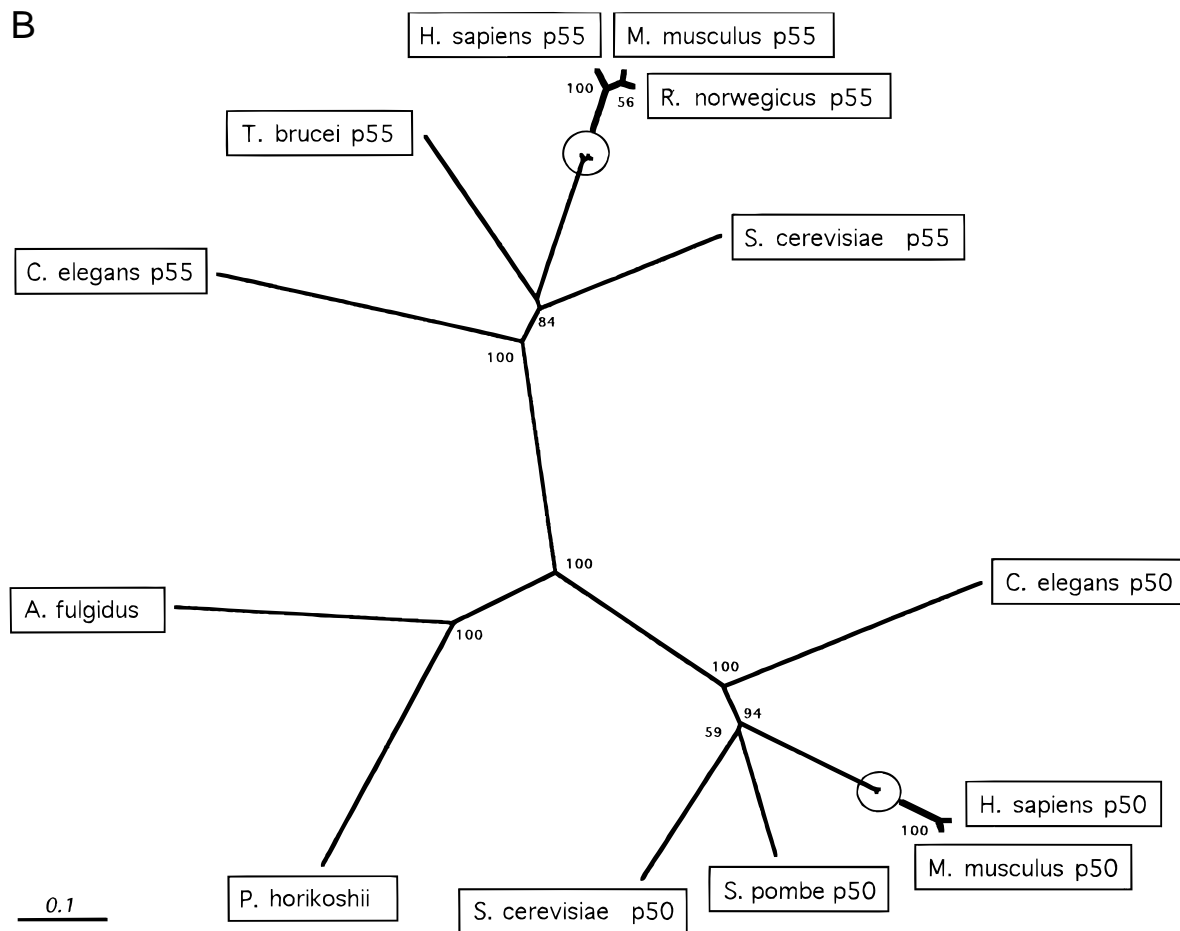 B
H. sapiens p55
M. musculus p55
100
56
R. norwegicus p55
T. brucei p55
S. cerevisiae p55
C. elegans p55
84
100
100
C. elegans p50
A. fulgidus
100
100
94
59
H. sapiens p50
100
M. musculus p50
P. horikoshii
S. pombe p50
S. cerevisiae p50
0.1